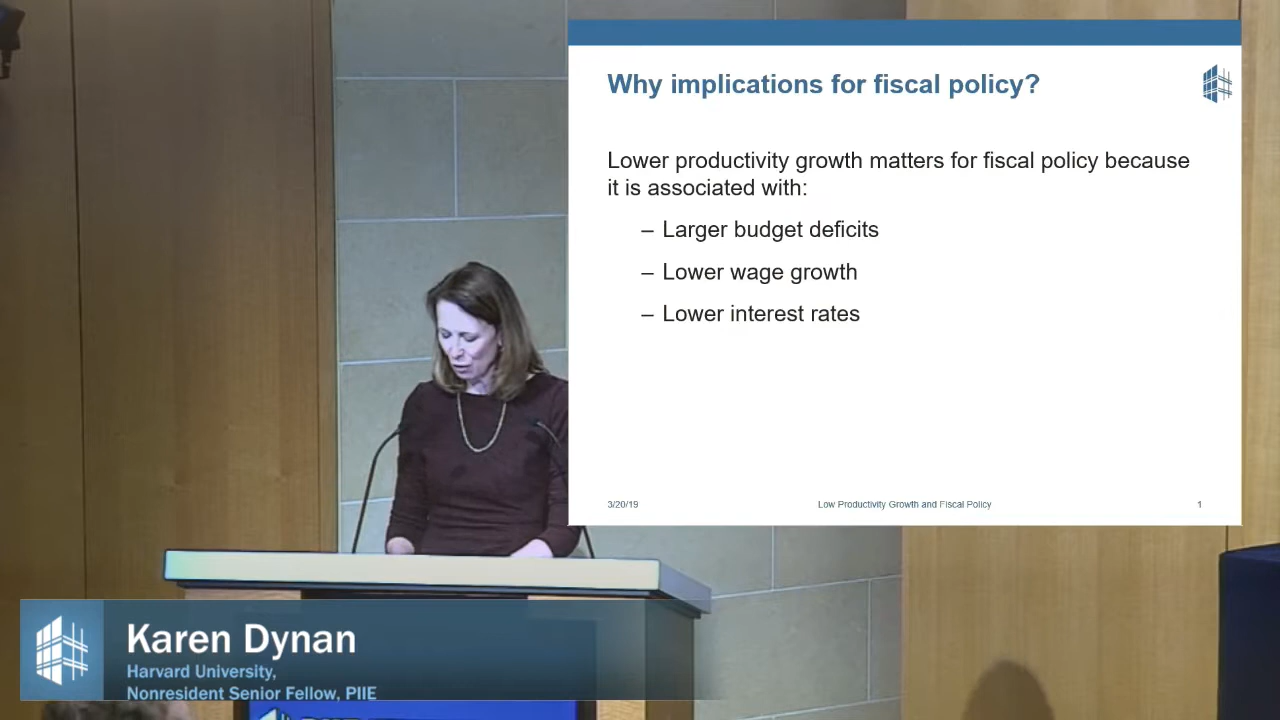 Why implications for fiscal policy?
Lower productivity growth matters for fiscal policy because
it is associated with:
– Larger budget deficits
– Lower wage growth
– Lower interest rates
3/20/19
Low Productivity Growth and Fiscal Policy
1
Karen Dynan
Harvard University,
Nonresident Senior Fellow, PIIE